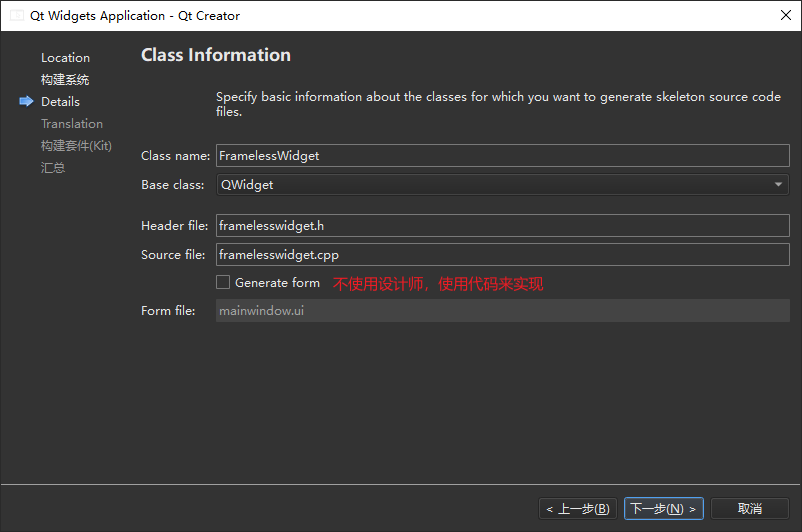 Qt Widgets Application - Qt Creator
Location
构建系统
Details
Translation
构建套件(Kit)
汇总
Class Information
Specify basic information about the classes for which you want to generate skeleton source code
files.
Class name: FramelessWidget
Base class: QWidget
Header file: framelesswidget.h
Source file: framelesswidget.cpp
Generate form 不使用设计师，使用代码来实现
Form file: mainwindow.ui
< 上一步(B) 下一步(N) > 取消